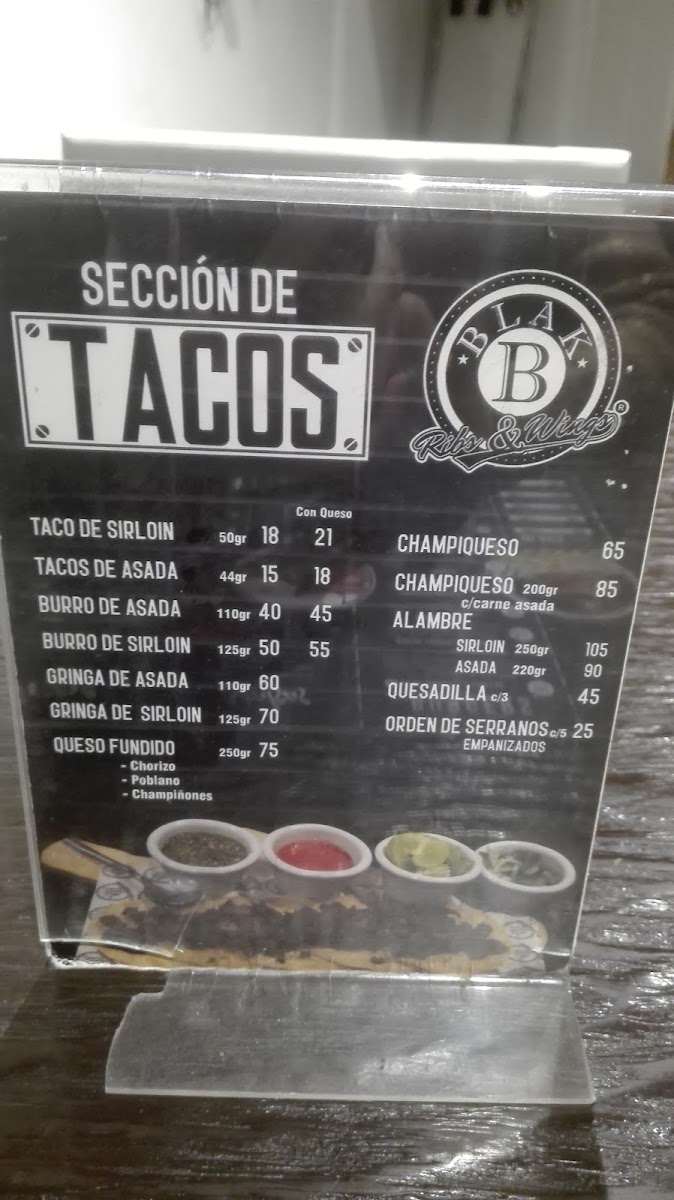 SECCIÓN DE
TACOS
BLAK
B
Ribs & Wings®
Con Queso
TACO DE SIRLOIN 50gr 18 21
TACOS DE ASADA 44gr 15 18
BURRO DE ASADA 110gr 40 45
BURRO DE SIRLOIN 125gr 50 55
GRINGA DE ASADA 110gr 60
GRINGA DE SIRLOIN 125gr 70
QUESO FUNDIDO 250gr 75
- Chorizo
- Poblano
- Champiñones
CHAMPIQUESO 65
CHAMPIQUESO 200gr 85
c/carne asada
ALAMBRE
SIRLOIN 250gr 105
ASADA 220gr 90
QUESADILLA c/3 45
ORDEN DE SERRANOS c/5 25
EMPANIZADOS